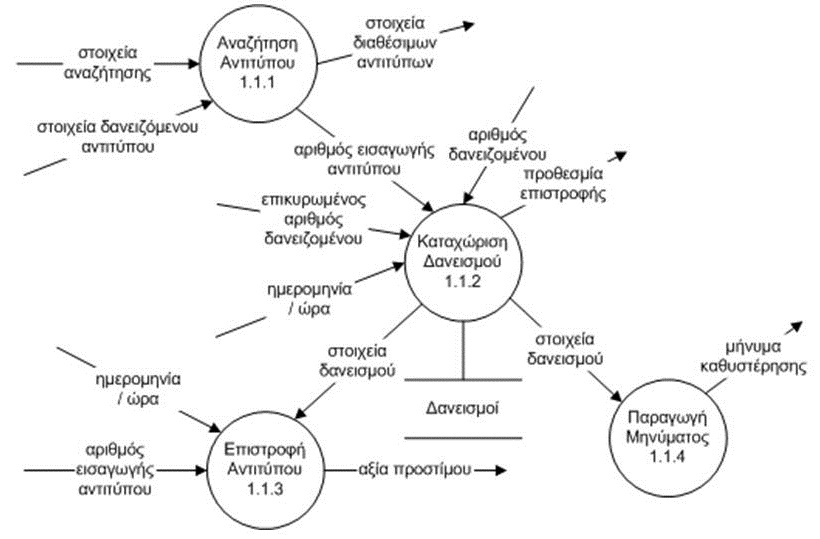 στοιχεία
αναζήτησης
Αναζήτηση
Αντιτύπου
1.1.1
στοιχεία
διαθέσιμων
αντιτύπων
στοιχεία δανειζόμενου
αντιτύπου
αριθμός εισαγωγής
αντιτύπου
αριθμός
δανειζομένου
προθεσμία
επιστροφής
επικυρωμένος
αριθμός
δανειζομένου
Καταχώριση
Δανεισμού
1.1.2
ημερομηνία
/ ώρα
στοιχεία
δανεισμού
στοιχεία
δανεισμού
μήνυμα
καθυστέρησης
ημερομηνία
/ ώρα
Δανεισμοί
Παραγωγή
Μηνύματος
1.1.4
αριθμός
εισαγωγής
αντιτύπου
Επιστροφή
Αντιτύπου
1.1.3
αξία προστίμου